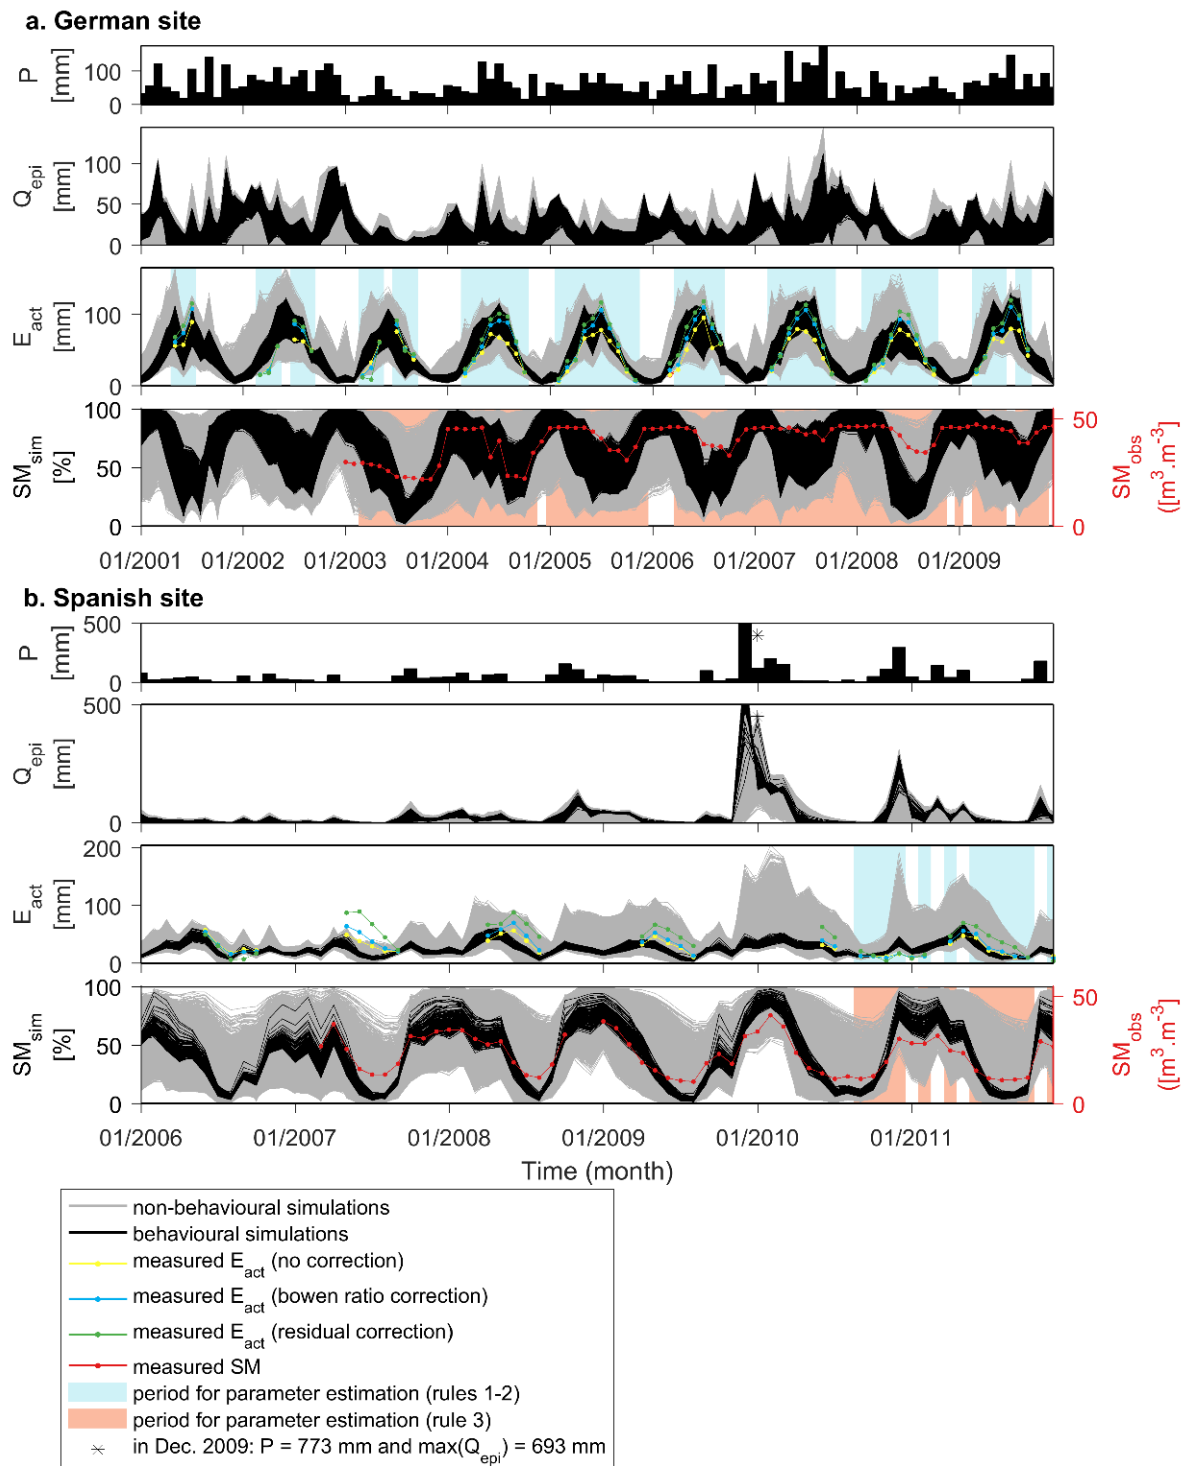 a. German site
P
[mm]
100
0
Q_epi
[mm]
100
50
0
E_act
[mm]
100
0
SM_sim
[%]
100
50
0
50
0
SM_obs
([m^3.m^-3)
01/2001 01/2002 01/2003 01/2004 01/2005 01/2006 01/2007 01/2008 01/2009
b. Spanish site
P
[mm]
500
0
Q_epi
[mm]
500
0
E_act
[mm]
200
100
0
SM_sim
[%]
100
50
0
50
0
SM_obs
([m^3.m^-3)
01/2006 01/2007 01/2008 01/2009 01/2010 01/2011
Time (month)
non-behavioural simulations
behavioural simulations
measured E_act (no correction)
measured E_act (bowen ratio correction)
measured E_act (residual correction)
measured SM
period for parameter estimation (rules 1-2)
period for parameter estimation (rule 3)
in Dec. 2009: P = 773 mm and max(Q_epi) = 693 mm